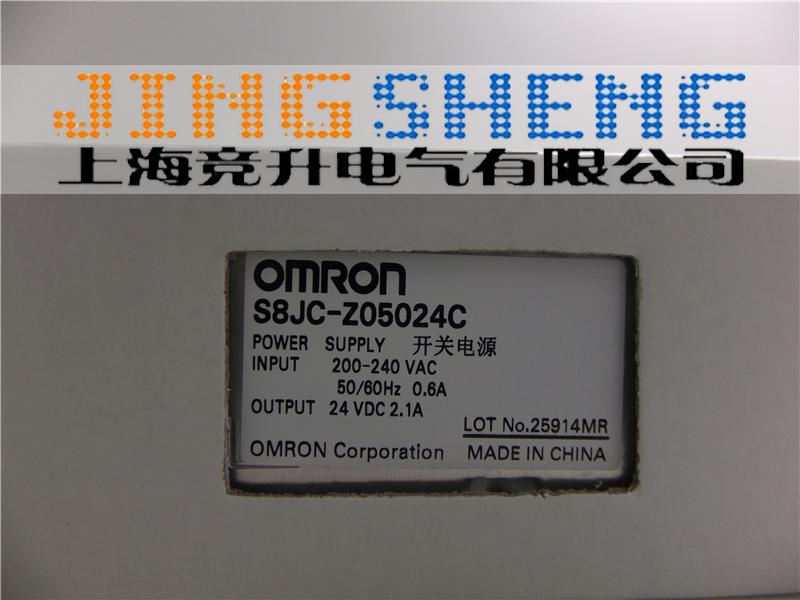 JINGSHENG
上海竞升电气有限公司
OMRON
S8JC-Z05024C
POWER SUPPLY 开关电源
INPUT 200-240 VAC
50/60Hz 0.6A
OUTPUT 24 VDC 2.1A
LOT No.25914MR
OMRON Corporation MADE IN CHINA